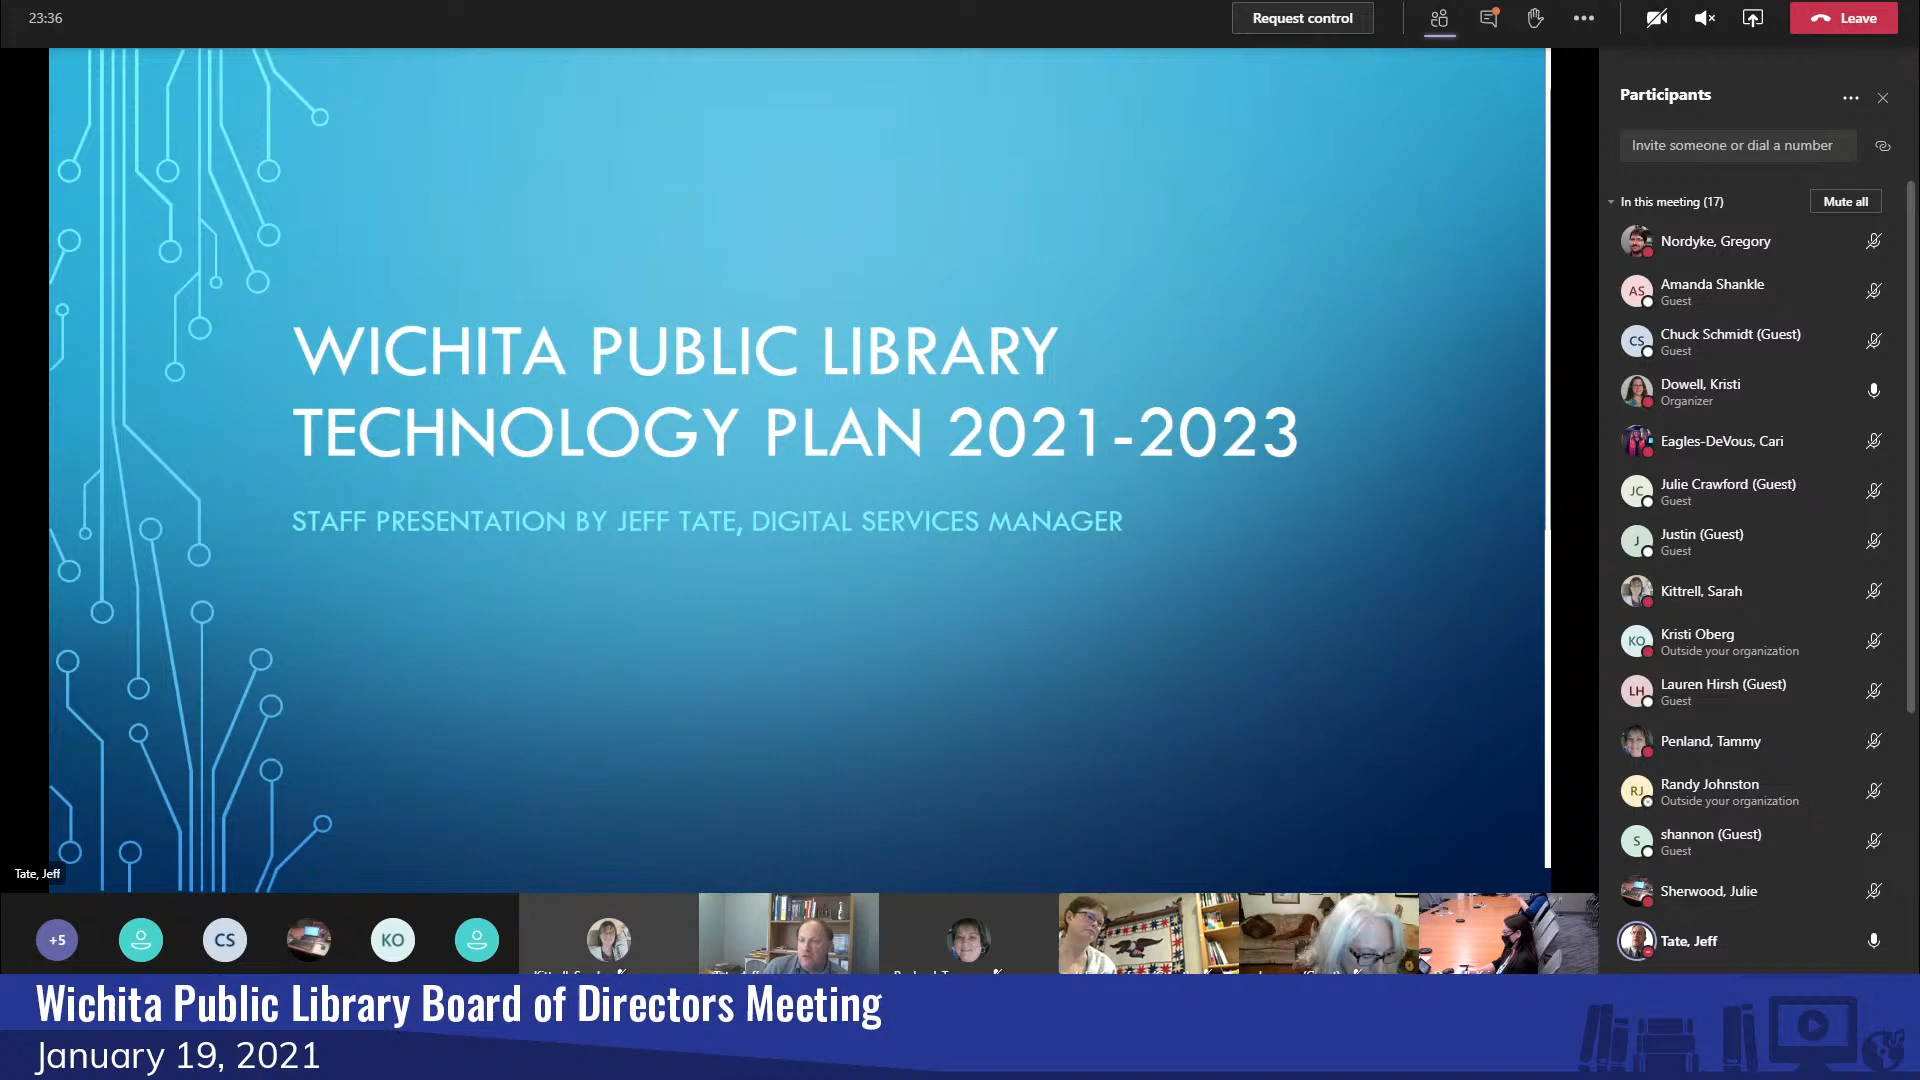 23:36
Request control
Leave
WICHITA PUBLIC LIBRARY
TECHNOLOGY PLAN 2021-2023
STAFF PRESENTATION BY JEFF TATE, DIGITAL SERVICES MANAGER
Tate, Jeff
Participants
Invite someone or dial a number
In this meeting (17)
Mute all
Nordyke, Gregory
AS
Amanda Shankle
Guest
CS
Chuck Schmidt (Guest)
Guest
Dowell, Kristi
Organizer
Eagles-DeVous, Cari
JC
Julie Crawford (Guest)
Guest
J
Justin (Guest)
Guest
Kittrell, Sarah
KO
Kristi Oberg
Outside your organization
LH
Lauren Hirsh (Guest)
Guest
Penland, Tammy
RJ
Randy Johnston
Outside your organization
S
shannon (Guest)
Guest
Sherwood, Julie
Tate, Jeff
+5
CS
KO
Wichita Public Library Board of Directors Meeting
January 19, 2021